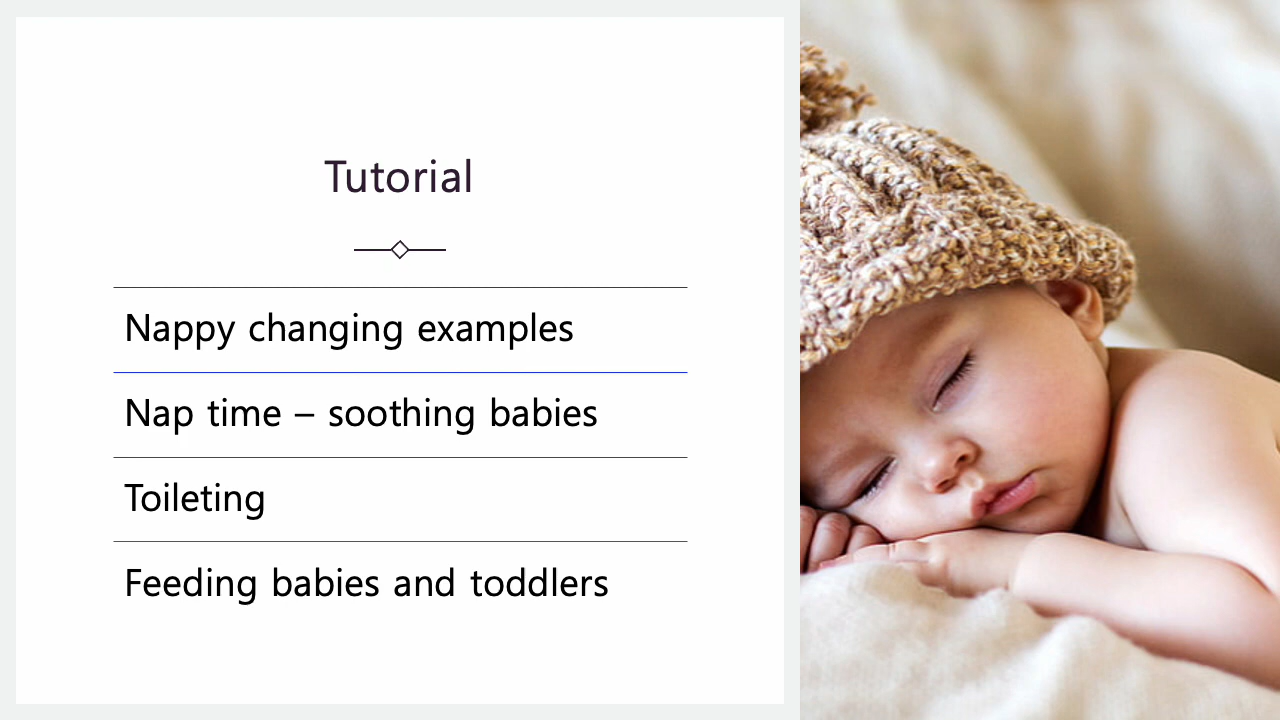 Tutorial
Nappy changing examples
Nap time – soothing babies
Toileting
Feeding babies and toddlers